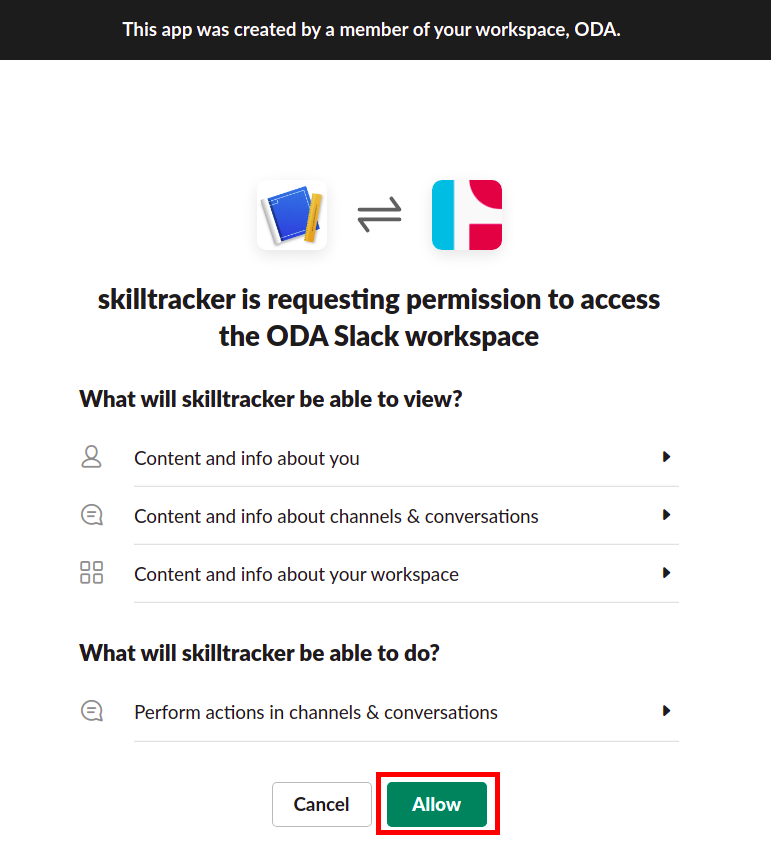 This app was created by a member of your workspace, ODA.
skilltracker is requesting permission to access
the ODA Slack workspace
What will skilltracker be able to view?
Content and info about you
Content and info about channels & conversations
Content and info about your workspace
What will skilltracker be able to do?
Perform actions in channels & conversations
Cancel
Allow